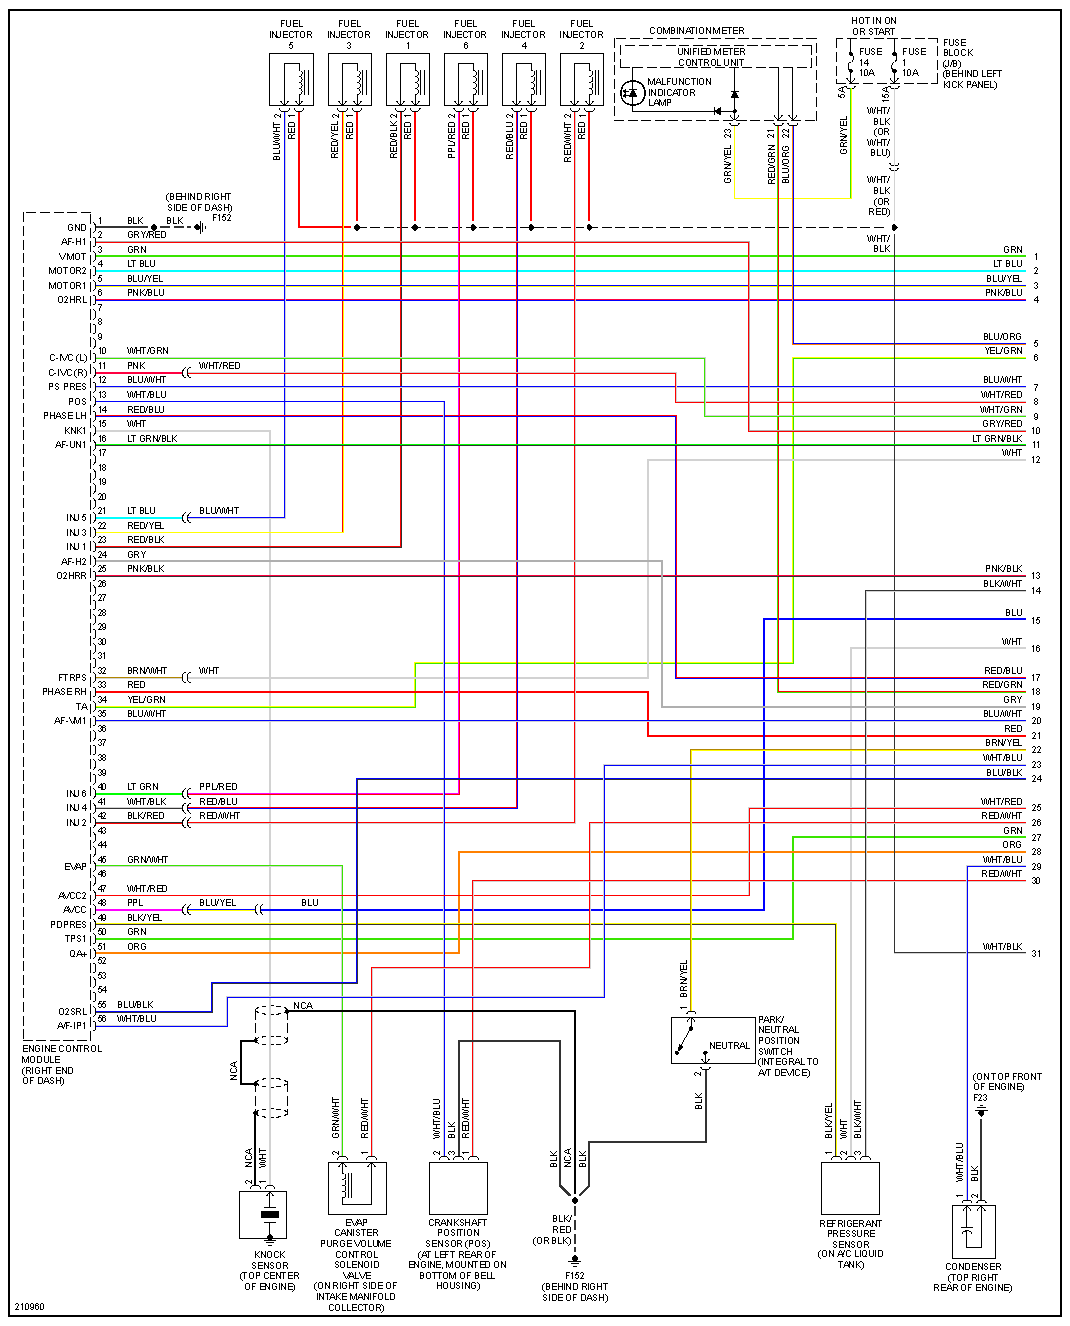 FUEL INJECTOR 5
FUEL INJECTOR 3
FUEL INJECTOR 1
FUEL INJECTOR 6
FUEL INJECTOR 4
FUEL INJECTOR 2
COMBINATION METER
UNIFIED METER
CONTROL UNIT
MALFUNCTION
INDICATOR
LAMP
HOT IN ON
OR START
FUSE
14
10A
FUSE
1
10A
FUSE
BLOCK
(J/B)
(BEHIND LEFT
KICK PANEL)
5A
15A
BLU/WHT 2
RED 1
RED/YEL 2
RED 1
RED/BLK 2
RED 1
PPL/RED 2
RED 1
RED/BLU 2
RED 1
RED/WHT 2
RED 1
GRN/YEL 23
RED/GRN 21
BLU/ORG 22
GRN/YEL
WHT/
BLK
(OR
WHT/
BLU)
WHT/
BLK
(OR
RED)
WHT/
BLK
(BEHIND RIGHT
SIDE OF DASH)
F152
GND 1 BLK BLK
AF-H1 2 GRY/RED
VMOT 3 GRN GRN 1
MOTOR2 4 LT BLU LT BLU 2
MOTOR1 5 BLU/YEL BLU/YEL 3
O2HRL 6 PNK/BLU PNK/BLU 4
7
8
9
BLU/ORG 5
C-IVC (L) 10 WHT/GRN YEL/GRN 6
C-IVC (R) 11 PNK WHT/RED
PS PRES 12 BLU/WHT BLU/WHT 7
POS 13 WHT/BLU WHT/RED 8
PHASE LH 14 RED/BLU WHT/GRN 9
KNK1 15 WHT GRY/RED 10
AF-UN1 16 LT GRN/BLK LT GRN/BLK 11
17 WHT 12
18
19
20
INJ 5 21 LT BLU BLU/WHT
INJ 3 22 RED/YEL
INJ 1 23 RED/BLK
AF-H2 24 GRY
O2HRR 25 PNK/BLK PNK/BLK 13
26 BLK/WHT 14
27
28 BLU 15
29
30 WHT 16
31
FTRPS 32 BRN/WHT WHT RED/BLU 17
PHASE RH 33 RED RED/GRN 18
TA 34 YEL/GRN GRY 19
AF-VM1 35 BLU/WHT BLU/WHT 20
36 RED 21
37 BRN/YEL 22
38 WHT/BLU 23
39 BLU/BLK 24
INJ 6 40 LT GRN PPL/RED
INJ 4 41 WHT/BLK RED/BLU WHT/RED 25
INJ 2 42 BLK/RED RED/WHT RED/WHT 26
43 GRN 27
44 ORG 28
EVAP 45 GRN/WHT WHT/BLU 29
46 RED/WHT 30
AVCC2 47 WHT/RED
AVCC 48 PPL BLU/YEL BLU
PDPRES 49 BLK/YEL
TPS1 50 GRN
QA+ 51 ORG WHT/BLK 31
52
53
54
O2SRL 55 BLU/BLK
A/F-IP1 56 WHT/BLU
ENGINE CONTROL
MODULE
(RIGHT END
OF DASH)
NCA
NCA
NCA 2
WHT 1
KNOCK
SENSOR
(TOP CENTER
OF ENGINE)
GRN/WHT 2
RED/WHT 1
EVAP
CANISTER
PURGE VOLUME
CONTROL
SOLENOID
VALVE
(ON RIGHT SIDE OF
INTAKE MANIFOLD
COLLECTOR)
WHT/BLU 2
BLK 3
RED/WHT 1
CRANKSHAFT
POSITION
SENSOR (POS)
(AT LEFT REAR OF
ENGINE, MOUNTED ON
BOTTOM OF BELL
HOUSING)
BLK
NCA
BLK
BLK/
RED
(OR BLK)
F152
(BEHIND RIGHT
SIDE OF DASH)
BRN/YEL
1
NEUTRAL
PARK/
NEUTRAL
POSITION
SWITCH
(INTEGRAL TO
A/T DEVICE)
2
BLK
BLK/YEL 1
WHT 2
BLK/WHT 3
REFRIGERANT
PRESSURE
SENSOR
(ON A/C LIQUID
TANK)
(ON TOP FRONT
OF ENGINE)
F23
WHT/BLU 1
BLK 2
CONDENSER
(TOP RIGHT
REAR OF ENGINE)
210960